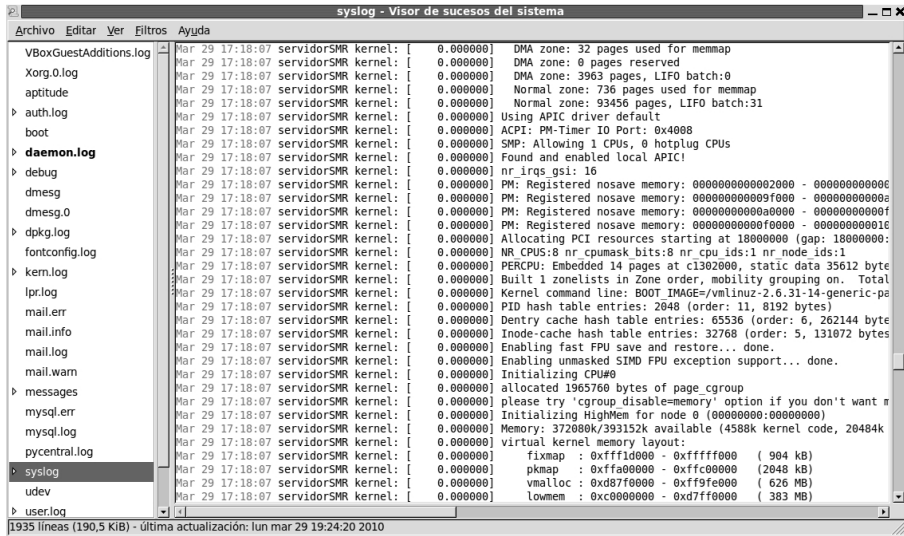 syslog - Visor de sucesos del sistema
Archivo Editar Ver Filtros Ayuda
VBoxGuestAdditions.log
Xorg.0.log
aptitude
auth.log
boot
daemon.log
debug
dmesg
dmesg.0
dpkg.log
fontconfig.log
kern.log
lpr.log
mail.err
mail.info
mail.log
mail.warn
messages
mysql.err
mysql.log
pycentral.log
syslog
udev
user.log
Mar 29 17:18:07 servidorSMR kernel: [    0.000000]   DMA zone: 32 pages used for memmap
Mar 29 17:18:07 servidorSMR kernel: [    0.000000]   DMA zone: 0 pages reserved
Mar 29 17:18:07 servidorSMR kernel: [    0.000000]   DMA zone: 3963 pages, LIFO batch:0
Mar 29 17:18:07 servidorSMR kernel: [    0.000000]   Normal zone: 736 pages used for memmap
Mar 29 17:18:07 servidorSMR kernel: [    0.000000]   Normal zone: 93456 pages, LIFO batch:31
Mar 29 17:18:07 servidorSMR kernel: [    0.000000] Using APIC driver default
Mar 29 17:18:07 servidorSMR kernel: [    0.000000] ACPI: PM-Timer IO Port: 0x4008
Mar 29 17:18:07 servidorSMR kernel: [    0.000000] SMP: Allowing 1 CPUs, 0 hotplug CPUs
Mar 29 17:18:07 servidorSMR kernel: [    0.000000] Found and enabled local APIC!
Mar 29 17:18:07 servidorSMR kernel: [    0.000000] nr_irqs_gsi: 16
Mar 29 17:18:07 servidorSMR kernel: [    0.000000] PM: Registered nosave memory: 0000000000002000 - 000000000000
Mar 29 17:18:07 servidorSMR kernel: [    0.000000] PM: Registered nosave memory: 000000000009f000 - 00000000000a
Mar 29 17:18:07 servidorSMR kernel: [    0.000000] PM: Registered nosave memory: 00000000000a0000 - 00000000000f
Mar 29 17:18:07 servidorSMR kernel: [    0.000000] PM: Registered nosave memory: 00000000000f0000 - 000000000010
Mar 29 17:18:07 servidorSMR kernel: [    0.000000] Allocating PCI resources starting at 18000000 (gap: 18000000:
Mar 29 17:18:07 servidorSMR kernel: [    0.000000] NR_CPUS:8 nr_cpumask_bits:8 nr_cpu_ids:1 nr_node_ids:1
Mar 29 17:18:07 servidorSMR kernel: [    0.000000] PERCPU: Embedded 14 pages at c1302000, static data 35612 byte
Mar 29 17:18:07 servidorSMR kernel: [    0.000000] Built 1 zonelists in Zone order, mobility grouping on.  Total
Mar 29 17:18:07 servidorSMR kernel: [    0.000000] Kernel command line: BOOT_IMAGE=/vmlinuz-2.6.31-14-generic-pa
Mar 29 17:18:07 servidorSMR kernel: [    0.000000] PID hash table entries: 2048 (order: 11, 8192 bytes)
Mar 29 17:18:07 servidorSMR kernel: [    0.000000] Dentry cache hash table entries: 65536 (order: 6, 262144 byte
Mar 29 17:18:07 servidorSMR kernel: [    0.000000] Inode-cache hash table entries: 32768 (order: 5, 131072 bytes
Mar 29 17:18:07 servidorSMR kernel: [    0.000000] Enabling fast FPU save and restore... done.
Mar 29 17:18:07 servidorSMR kernel: [    0.000000] Enabling unmasked SIMD FPU exception support... done.
Mar 29 17:18:07 servidorSMR kernel: [    0.000000] Initializing CPU#0
Mar 29 17:18:07 servidorSMR kernel: [    0.000000] allocated 1965760 bytes of page_cgroup
Mar 29 17:18:07 servidorSMR kernel: [    0.000000] please try 'cgroup_disable=memory' option if you don't want m
Mar 29 17:18:07 servidorSMR kernel: [    0.000000] Initializing HighMem for node 0 (00000000:00000000)
Mar 29 17:18:07 servidorSMR kernel: [    0.000000] Memory: 372080k/393152k available (4588k kernel code, 20484k
Mar 29 17:18:07 servidorSMR kernel: [    0.000000] virtual kernel memory layout:
Mar 29 17:18:07 servidorSMR kernel: [    0.000000]     fixmap  : 0xfff1d000 - 0xfffff000   ( 904 kB)
Mar 29 17:18:07 servidorSMR kernel: [    0.000000]     pkmap   : 0xffa00000 - 0xffc00000   (2048 kB)
Mar 29 17:18:07 servidorSMR kernel: [    0.000000]     vmalloc : 0xd87f0000 - 0xff9fe000   ( 626 MB)
Mar 29 17:18:07 servidorSMR kernel: [    0.000000]     lowmem  : 0xc0000000 - 0xd7ff0000   ( 383 MB)
1935 líneas (190,5 KiB) - última actualización: lun mar 29 19:24:20 2010